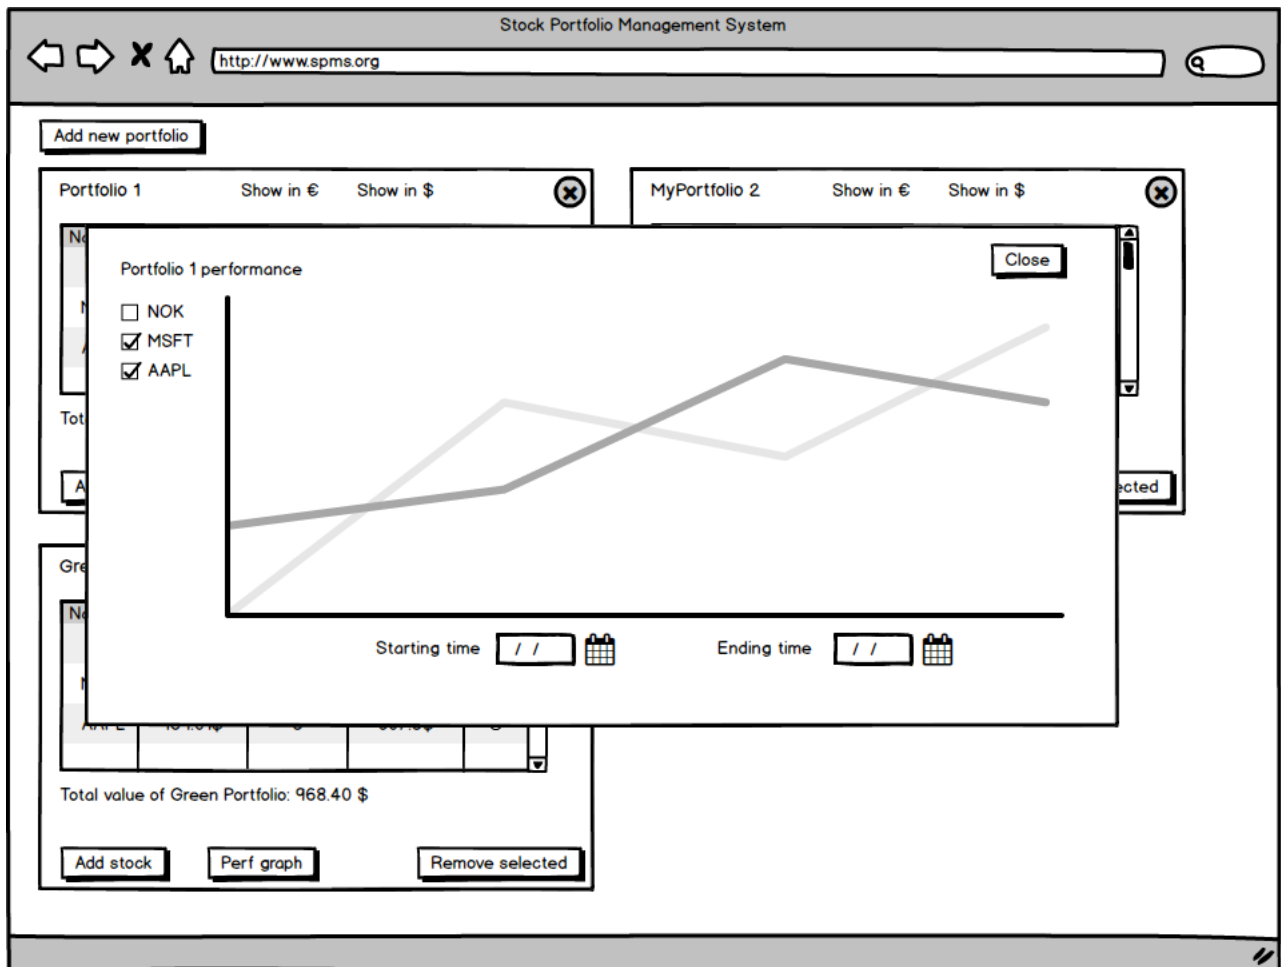 Stock Portfolio Management System
http://www.spms.org
Add new portfolio
Portfolio 1 Show in € Show in $
MyPortfolio 2 Show in € Show in $
Portfolio 1 performance
Close
NOK
MSFT
AAPL
Starting time / /
Ending time / /
Total value of Green Portfolio: 968.40 $
Add stock
Perf graph
Remove selected